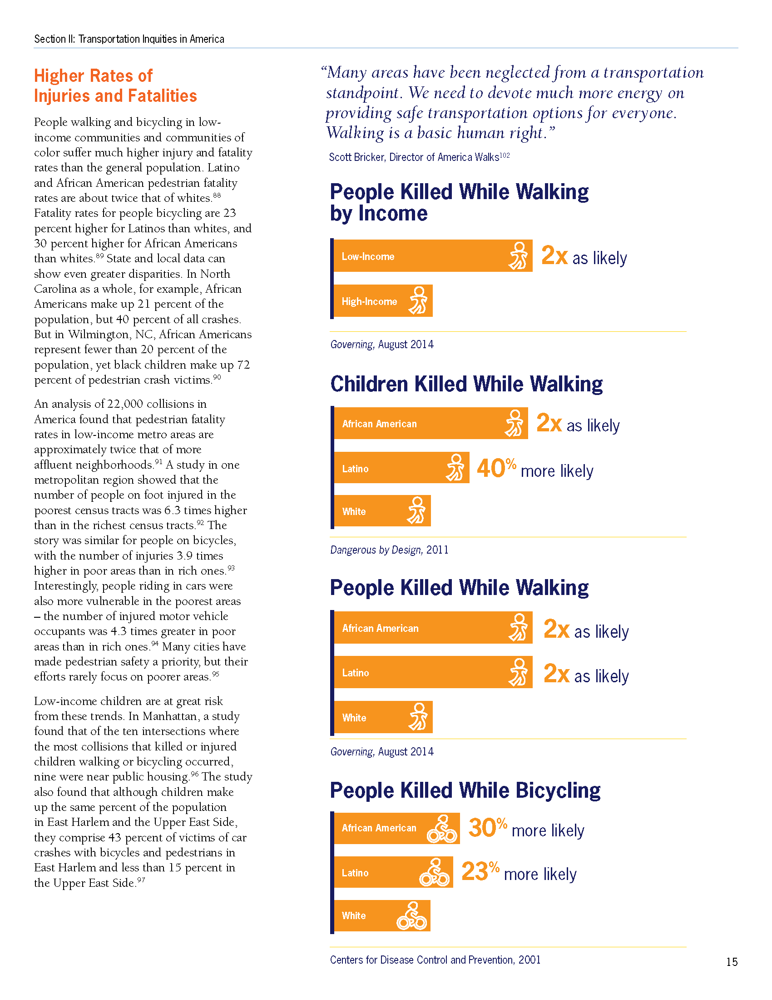 Section II: Transportation Inquities in America
Higher Rates of
Injuries and Fatalities
People walking and bicycling in low-
income communities and communities of
color suffer much higher injury and fatality
rates than the general population. Latino
and African American pedestrian fatality
rates are about twice that of whites.88
Fatality rates for people bicycling are 23
percent higher for Latinos than whites, and
30 percent higher for African Americans
than whites.89 State and local data can
show even greater disparities. In North
Carolina as a whole, for example, African
Americans make up 21 percent of the
population, but 40 percent of all crashes.
But in Wilmington, NC, African Americans
represent fewer than 20 percent of the
population, yet black children make up 72
percent of pedestrian crash victims.90
An analysis of 22,000 collisions in
America found that pedestrian fatality
rates in low-income metro areas are
approximately twice that of more
affluent neighborhoods.91 A study in one
metropolitan region showed that the
number of people on foot injured in the
poorest census tracts was 6.3 times higher
than in the richest census tracts.92 The
story was similar for people on bicycles,
with the number of injuries 3.9 times
higher in poor areas than in rich ones.93
Interestingly, people riding in cars were
also more vulnerable in the poorest areas
– the number of injured motor vehicle
occupants was 4.3 times greater in poor
areas than in rich ones.94 Many cities have
made pedestrian safety a priority, but their
efforts rarely focus on poorer areas.95
Low-income children are at great risk
from these trends. In Manhattan, a study
found that of the ten intersections where
the most collisions that killed or injured
children walking or bicycling occurred,
nine were near public housing.96 The study
also found that although children make
up the same percent of the population
in East Harlem and the Upper East Side,
they comprise 43 percent of victims of car
crashes with bicycles and pedestrians in
East Harlem and less than 15 percent in
the Upper East Side.97
“Many areas have been neglected from a transportation
standpoint. We need to devote much more energy on
providing safe transportation options for everyone.
Walking is a basic human right.”
Scott Bricker, Director of America Walks102
People Killed While Walking
by Income
Low-Income 2x as likely
High-Income
Governing, August 2014
Children Killed While Walking
African American 2x as likely
Latino 40% more likely
White
Dangerous by Design, 2011
People Killed While Walking
African American 2x as likely
Latino 2x as likely
White
Governing, August 2014
People Killed While Bicycling
African American 30% more likely
Latino 23% more likely
White
Centers for Disease Control and Prevention, 2001
15